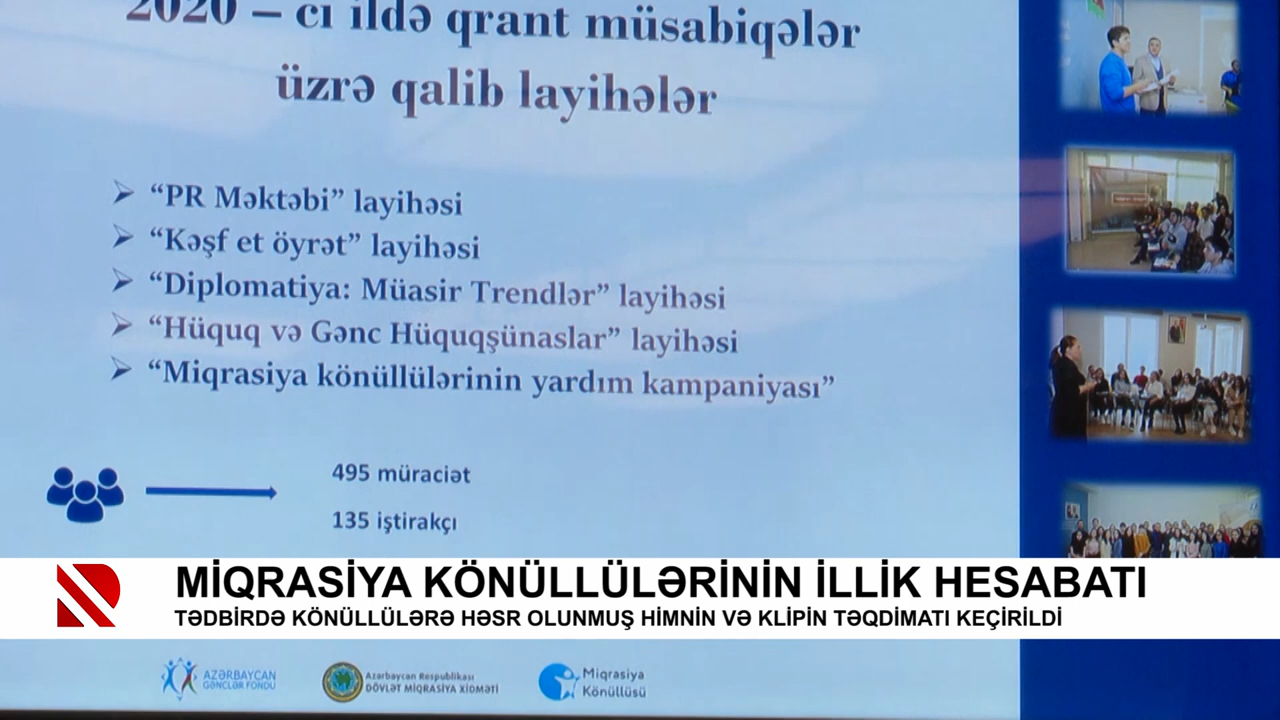 2020 – cı ildə qrant müsabiqələr
üzrə qalib layihələr
➢ “PR Məktəbi” layihəsi
➢ “Kəşf et öyrət” layihəsi
➢ “Diplomatiya: Müasir Trendlər” layihəsi
➢ “Hüquq və Gənc Hüquqşünaslar” layihəsi
➢ “Miqrasiya könüllülərinin yardım kampaniyası”
495 müraciət
135 iştirakçı
MİQRASİYA KÖNÜLLÜLƏRİNİN İLLİK HESABATI
TƏDBİRDƏ KÖNÜLLÜLƏRƏ HƏSR OLUNMUŞ HİMNİN VƏ KLİPİN TƏQDİMATI KEÇİRİLDİ
AZƏRBAYCAN
GƏNCLƏR FONDU
Azərbaycan Respublikası
DÖVLƏT MİQRASİYA XİDMƏTİ
Miqrasiya
Könüllüsü